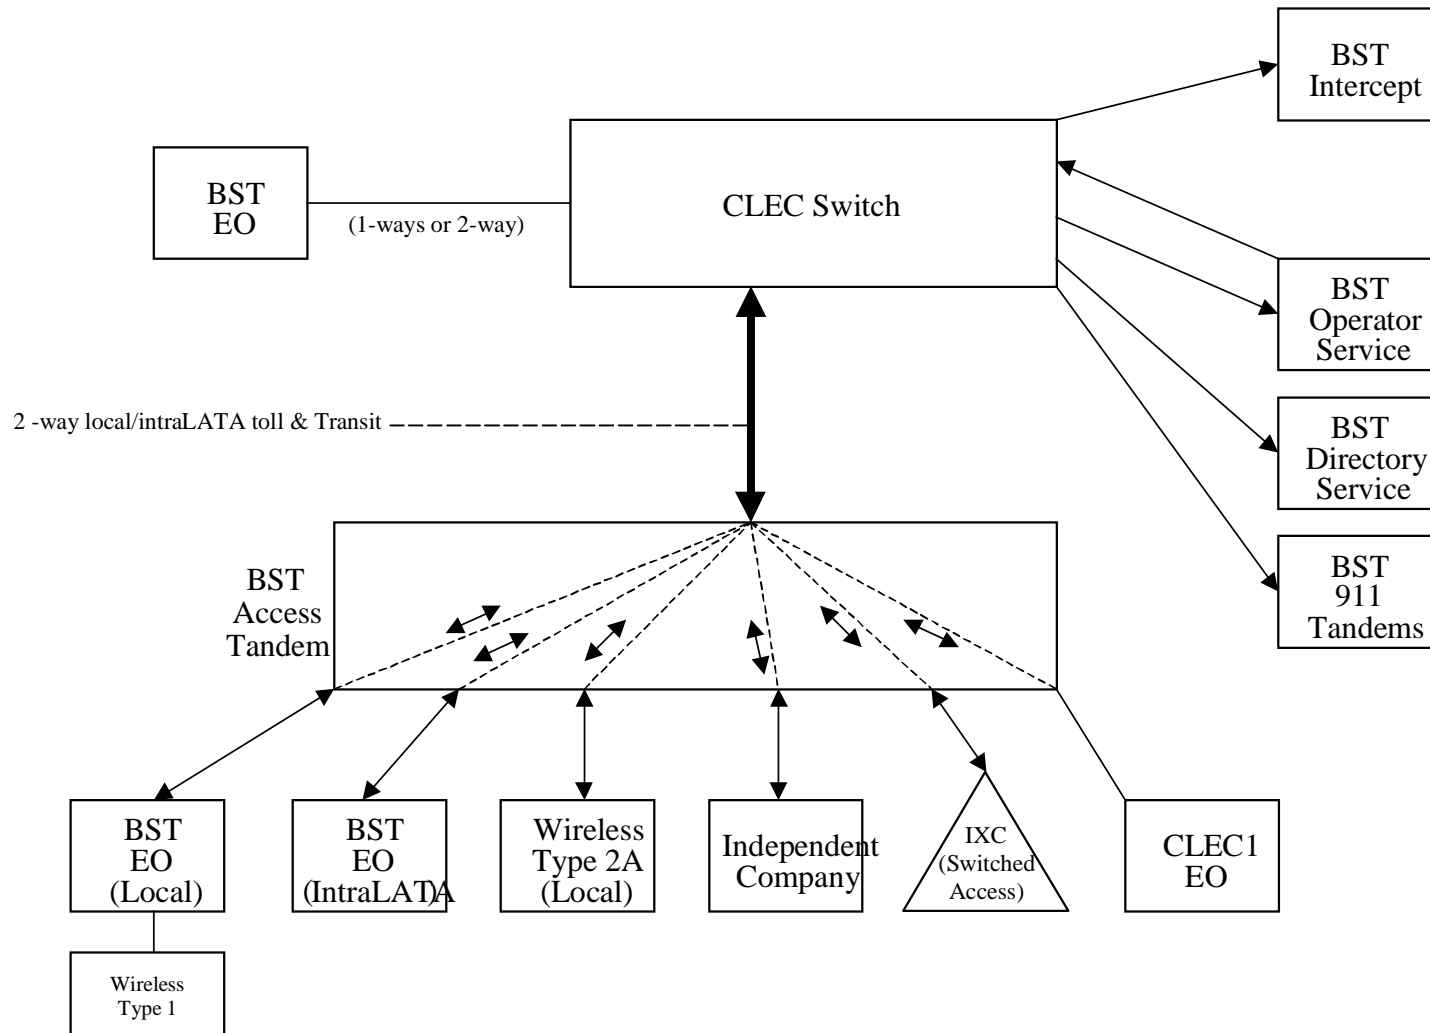 BST
Intercept
BST
EO
(1-ways or 2-way)
CLEC Switch
BST
Operator
Service
2 -way local/intraLATA toll & Transit
BST
Directory
Service
BST
911
Tandems
BST
Access
Tandem
BST
EO
(Local)
BST
EO
(IntraLATA)
Wireless
Type 2A
(Local)
Independent
Company
IXC
(Switched
Access)
CLEC1
EO
Wireless
Type 1